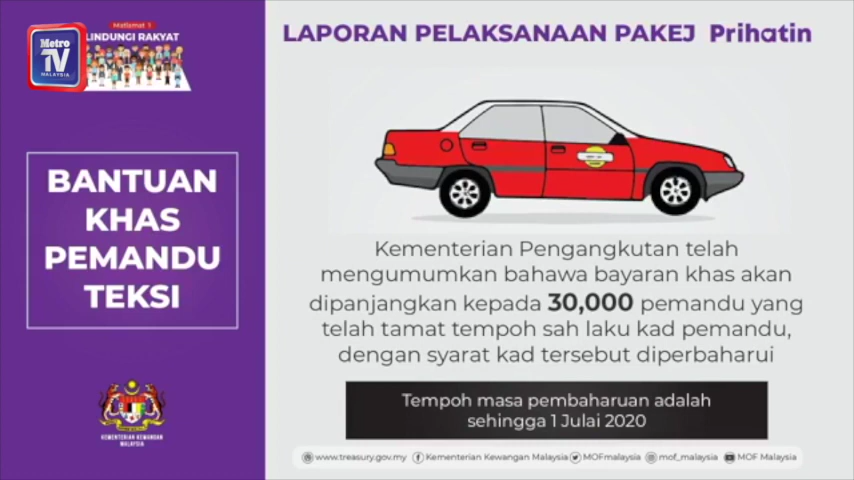 Metro
TV
MALAYSIA
Matlamat 1
LINDUNGI RAKYAT
LAPORAN PELAKSANAAN PAKEJ Prihatin
BANTUAN
KHAS
PEMANDU
TEKSI
Kementerian Pengangkutan telah
mengumumkan bahawa bayaran khas akan
dipanjangkan kepada 30,000 pemandu yang
telah tamat tempoh sah laku kad pemandu,
dengan syarat kad tersebut diperbaharui
Tempoh masa pembaharuan adalah
sehingga 1 Julai 2020
KEMENTERIAN KEWANGAN
MALAYSIA
www.treasury.gov.my Kementerian Kewangan Malaysia MOFmalaysia mof_malaysia MOF Malaysia